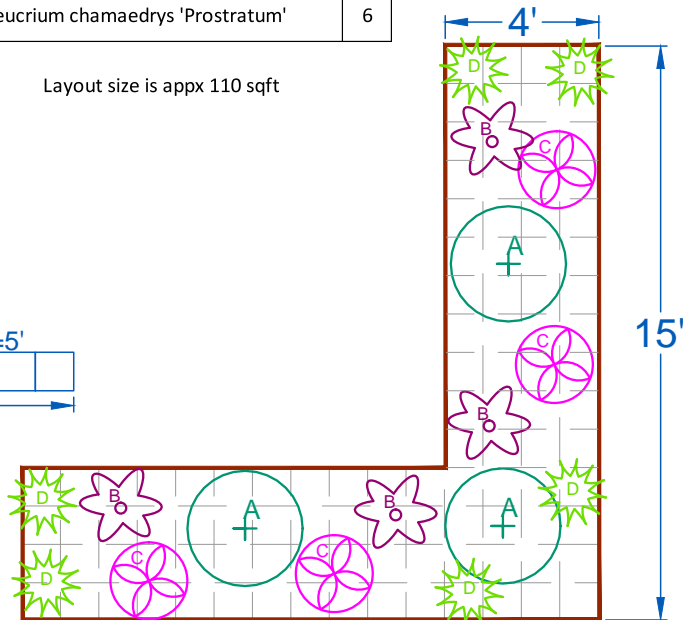 eucrium chamaedrys 'Prostratum' 6
4'
Layout size is appx 110 sqft
D D
B
C
A
15'
=5'
C
B
D
D
B
A
B
A
C
C
D
D